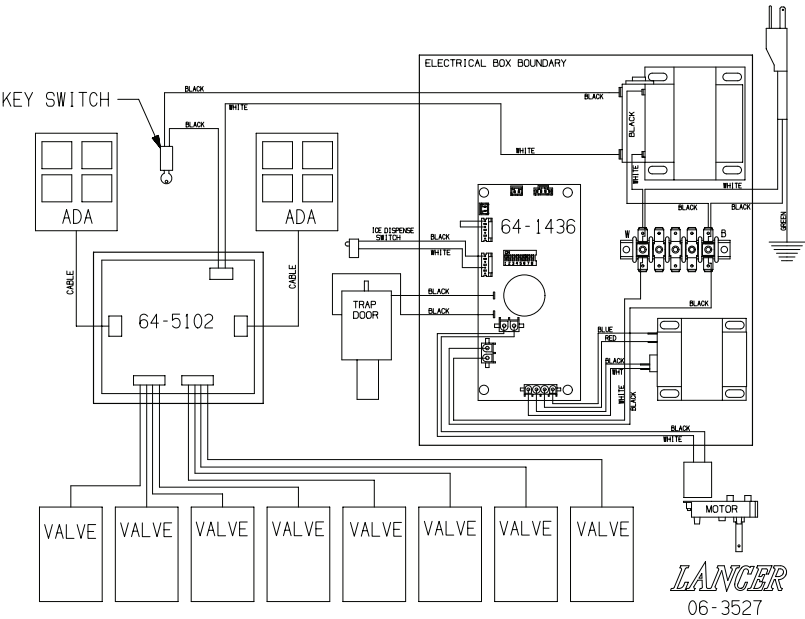 ELECTRICAL BOX BOUNDARY
KEY SWITCH
BLACK
BLACK
WHITE
BLACK
BLACK
WHITE
WHITE
WHITE
BLACK
BLACK
GREEN
ADA
ADA
CABLE
CABLE
64-5102
ICE DISPENSE
SWITCH
BLACK
WHITE
64-1436
W
B
TRAP
DOOR
BLACK
BLACK
BLUE
RED
BLACK
WHT
WHITE
BLACK
BLACK
WHITE
MOTOR
VALVE
VALVE
VALVE
VALVE
VALVE
VALVE
VALVE
VALVE
LANCER
06-3527